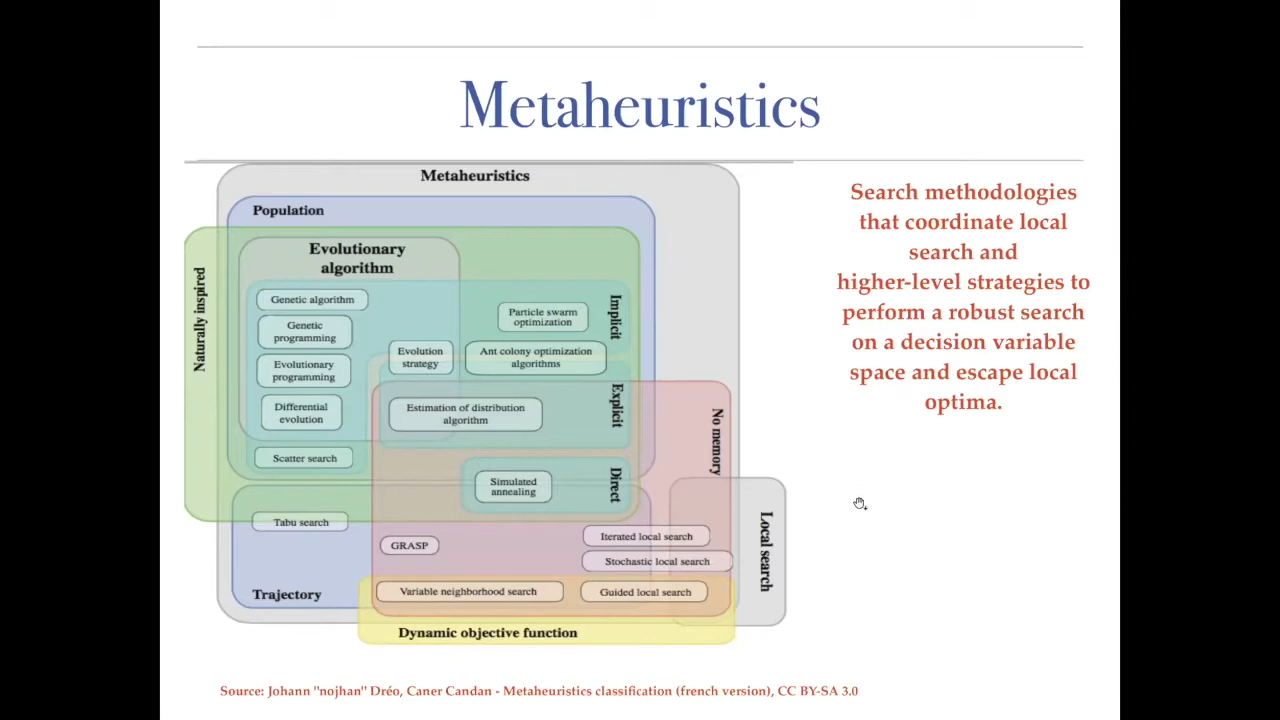 Metaheuristics
Metaheuristics
Population
Naturally inspired
Evolutionary
algorithm
Genetic algorithm
Genetic
programming
Evolutionary
programming
Differential
evolution
Scatter search
Evolution
strategy
Particle swarm
optimization
Ant colony optimization
algorithms
Implicit
Estimation of distribution
algorithm
Explicit
No memory
Simulated
annealing
Direct
Tabu search
GRASP
Iterated local search
Stochastic local search
Local search
Variable neighborhood search
Guided local search
Trajectory
Dynamic objective function
Search methodologies
that coordinate local
search and
higher-level strategies to
perform a robust search
on a decision variable
space and escape local
optima.
Source: Johann "nojhan" Dréo, Caner Candan - Metaheuristics classification (french version), CC BY-SA 3.0